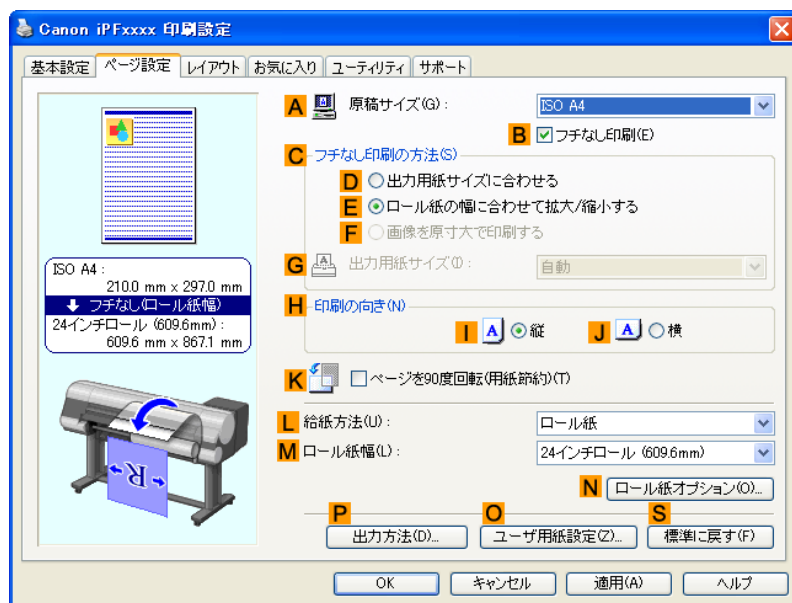 Canon iPFxxxx 印刷設定
基本設定 ページ設定 レイアウト お気に入り ユーティリティ サポート
A 原稿サイズ(G): ISO A4
B フチなし印刷(E)
C フチなし印刷の方法(S)
D 出力用紙サイズに合わせる
E ロール紙の幅に合わせて拡大/縮小する
F 画像を原寸大で印刷する
G 出力用紙サイズ(I): 自動
ISO A4:
210.0 mm x 297.0 mm
フチなし(ロール紙幅)
24インチロール (609.6mm):
609.6 mm x 867.1 mm
H 印刷の向き(N)
I A 縦 J A 横
K ページを90度回転(用紙節約)(T)
L 給紙方法(U): ロール紙
M ロール紙幅(L): 24インチロール (609.6mm)
R
N ロール紙オプション(O)...
P O S
出力方法(D)... ユーザ用紙設定(Z)... 標準に戻す(F)
OK キャンセル 適用(A) ヘルプ